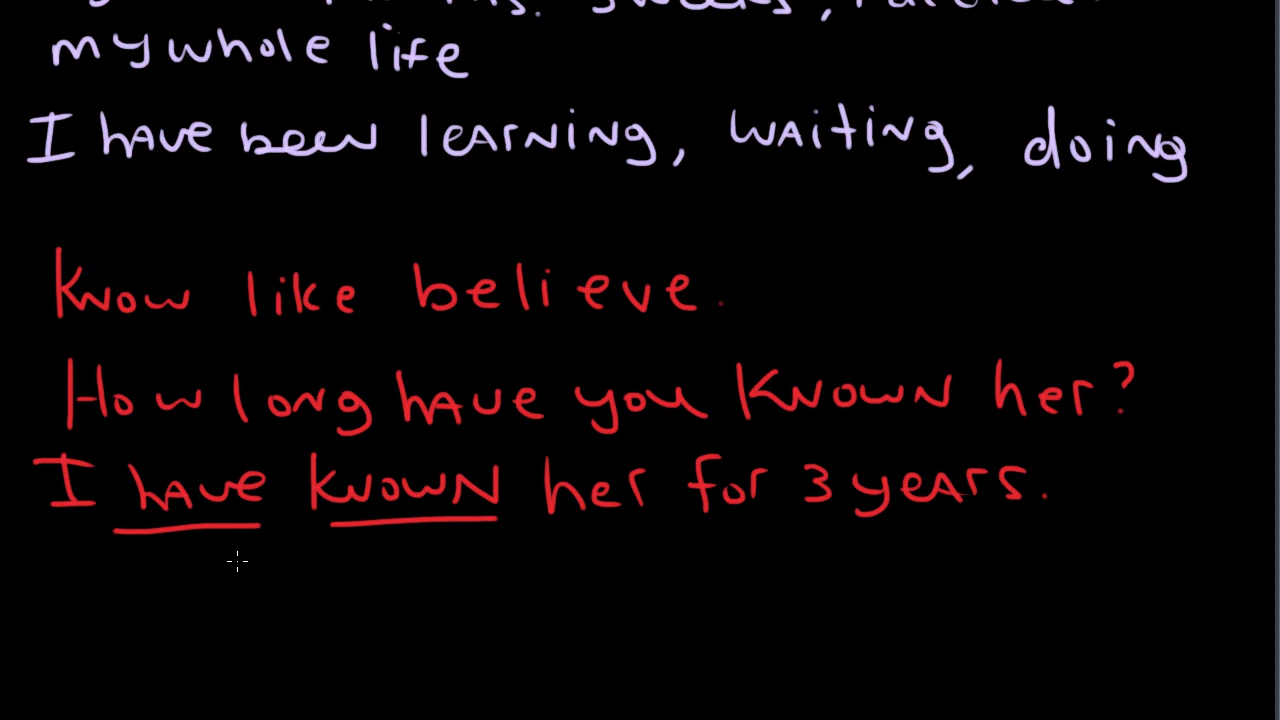 my whole life
I have been learning, waiting, doing
Know like believe.
How long have you known her?
I have known her for 3 years.